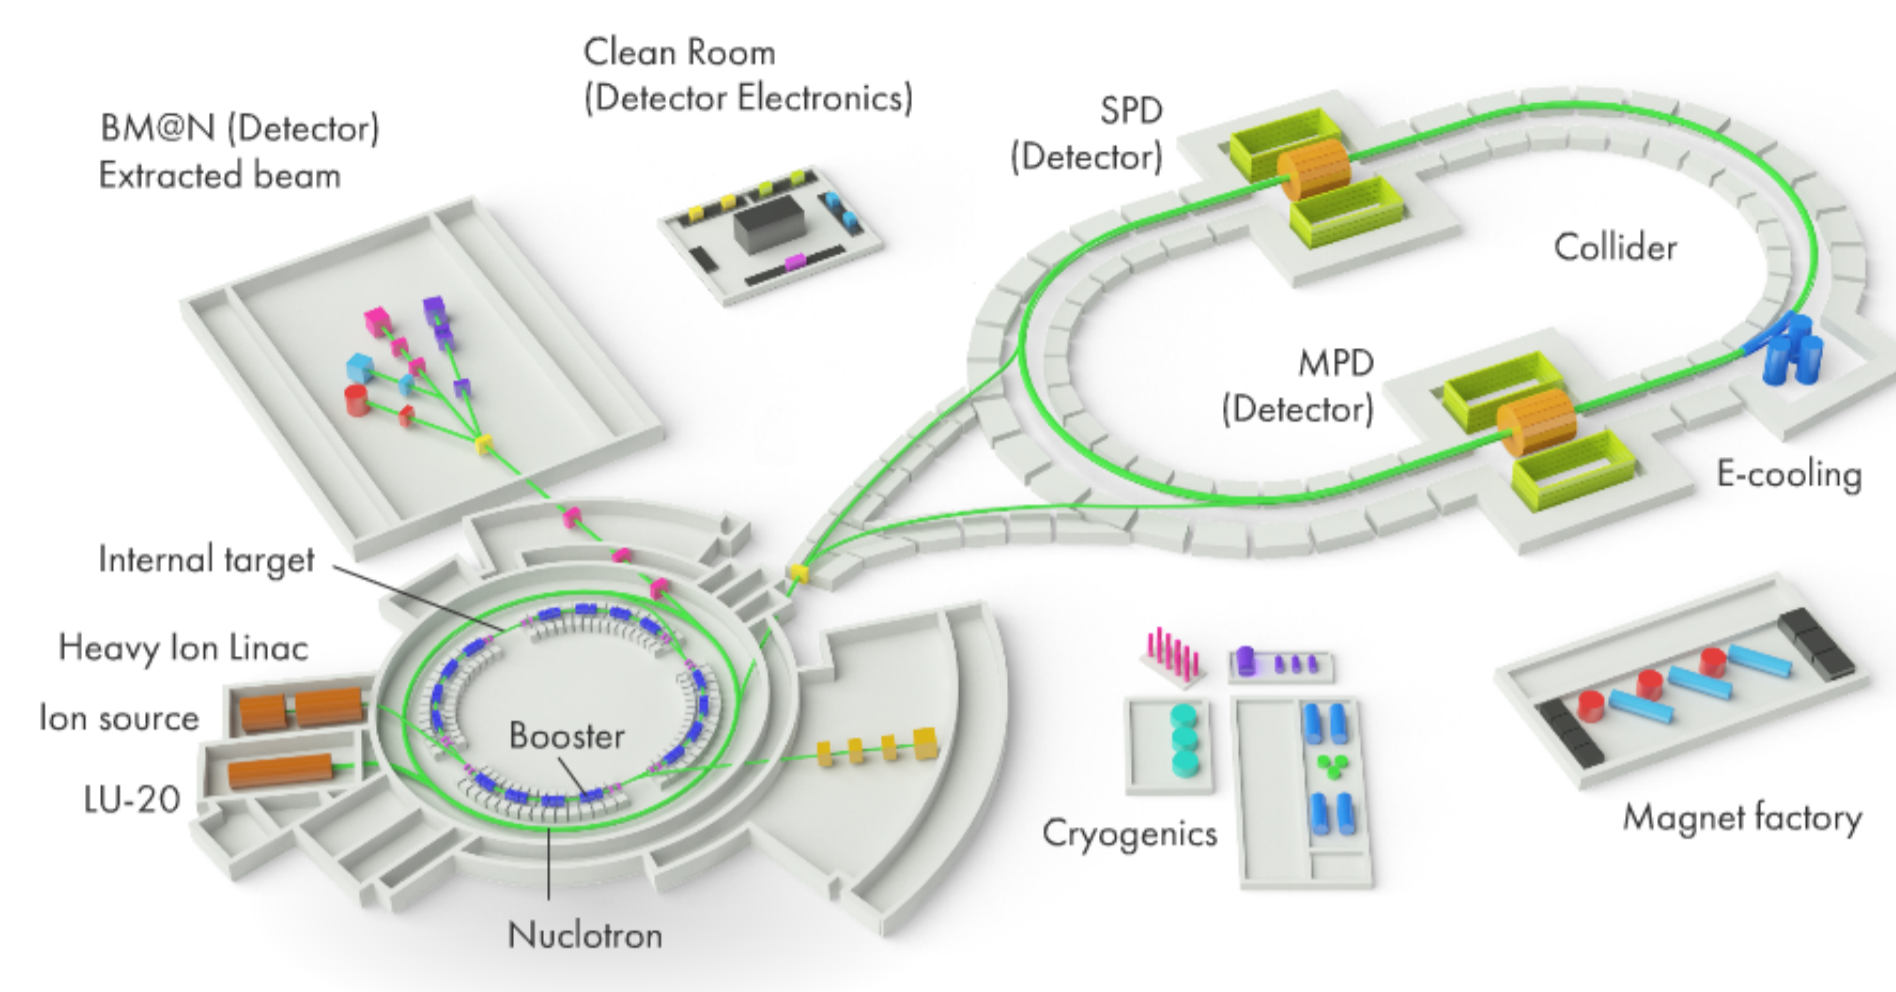 Clean Room
(Detector Electronics)
BM@N (Detector)
Extracted beam
SPD
(Detector)
Collider
MPD
(Detector)
E-cooling
Internal target
Heavy Ion Linac
Ion source
LU-20
Booster
Nuclotron
Cryogenics
Magnet factory